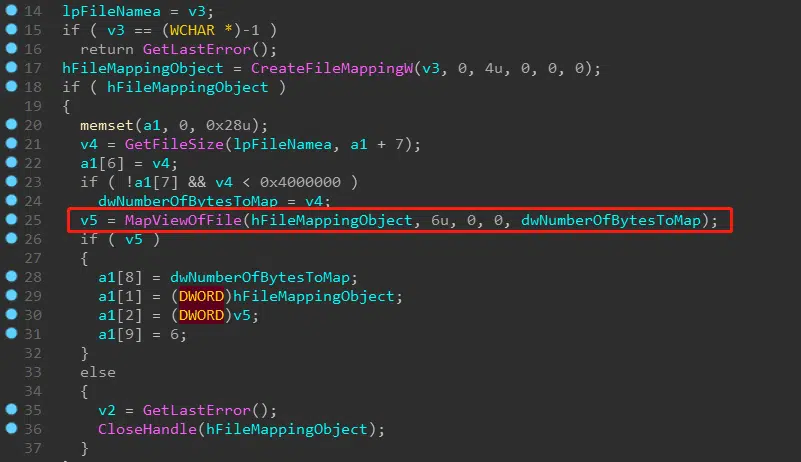 14 lpFileNamea = v3;
15 if ( v3 == (WCHAR *)-1 )
16 return GetLastError();
17 hFileMappingObject = CreateFileMappingW(v3, 0, 4u, 0, 0, 0);
18 if ( hFileMappingObject )
19 {
20 memset(a1, 0, 0x28u);
21 v4 = GetFileSize(lpFileNamea, a1 + 7);
22 a1[6] = v4;
23 if ( !a1[7] && v4 < 0x4000000 )
24 dwNumberOfBytesToMap = v4;
25 v5 = MapViewOfFile(hFileMappingObject, 6u, 0, 0, dwNumberOfBytesToMap);
26 if ( v5 )
27 {
28 a1[8] = dwNumberOfBytesToMap;
29 a1[1] = (DWORD)hFileMappingObject;
30 a1[2] = (DWORD)v5;
31 a1[9] = 6;
32 }
33 else
34 {
35 v2 = GetLastError();
36 CloseHandle(hFileMappingObject);
37 }